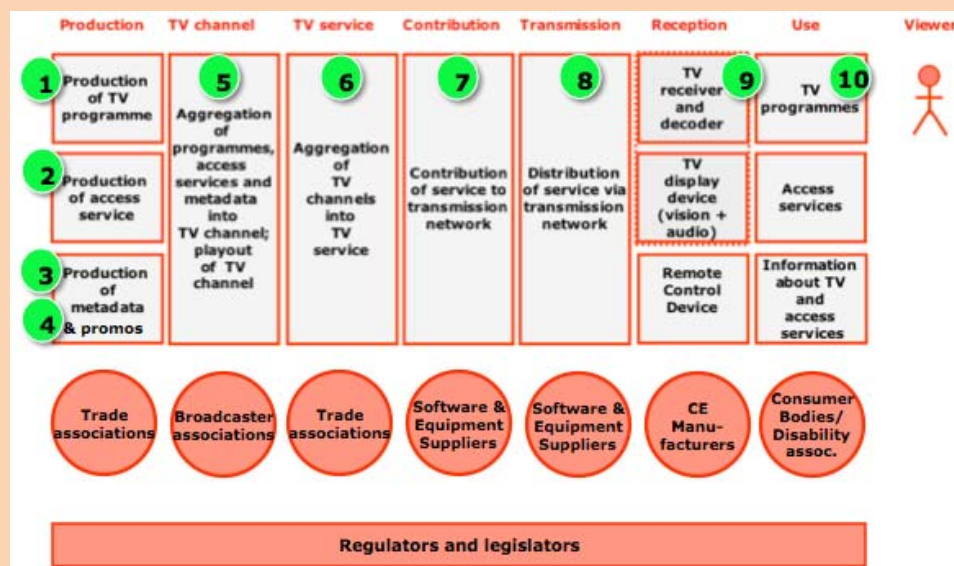 Production
TV channel
TV service
Contribution
Transmission
Reception
Use
Viewer
1
Production
of TV
programme
2
Production
of access
service
3
Production
of
metadata
4
& promos
5
Aggregation
of
programmes,
access
services and
metadata
into
TV channel;
playout
of TV
channel
6
Aggregation
of
TV
channels
into
TV
service
7
Contribution
of service to
transmission
network
8
Distribution
of service via
transmission
network
9
TV
receiver
and
decoder
TV
display
device
(vision +
audio)
Remote
Control
Device
10
TV
programmes
Access
services
Information
about TV
and
access
services
Trade
associations
Broadcaster
associations
Trade
associations
Software &
Equipment
Suppliers
Software &
Equipment
Suppliers
CE
Manu-
facturers
Consumer
Bodies/
Disability
assoc.
Regulators and legislators